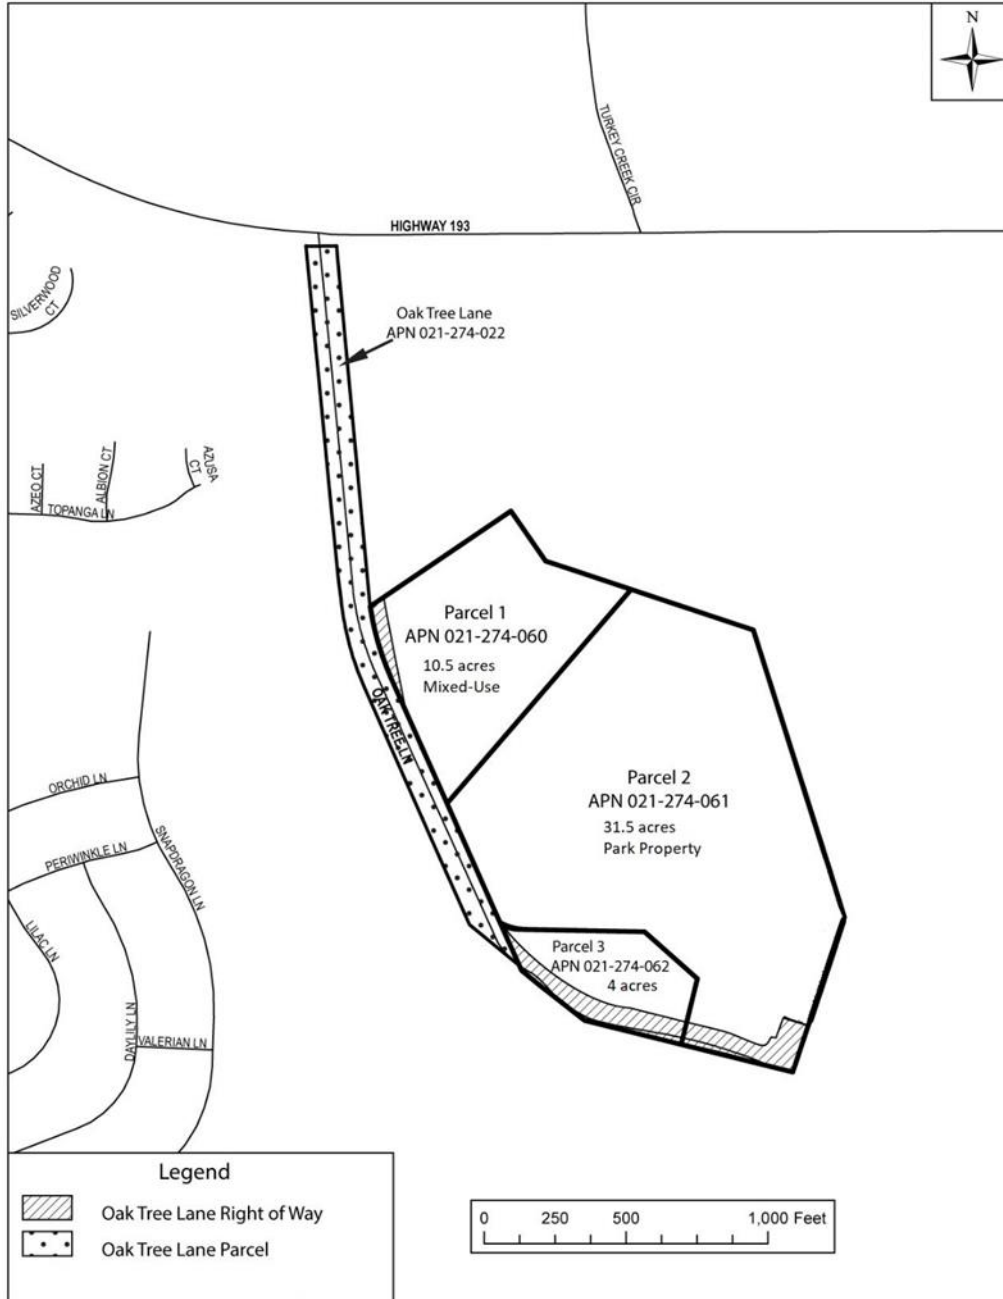 N
TURKEY CREEK CIR
HIGHWAY 193
SILVERWOOD
CT
Oak Tree Lane
APN 021-274-022
AZEO CT
ALBION CT
AZUSA
CT
TOPANGA LN
Parcel 1
APN 021-274-060
10.5 acres
Mixed-Use
OAK TREE LN
Parcel 2
APN 021-274-061
31.5 acres
Park Property
ORCHID LN
PERIWINKLE LN
SNAPDRAGON LN
LILAC LN
Parcel 3
APN 021-274-062
4 acres
DAYLILY LN
VALERIAN LN
Legend
Oak Tree Lane Right of Way
Oak Tree Lane Parcel
0 250 500 1,000 Feet